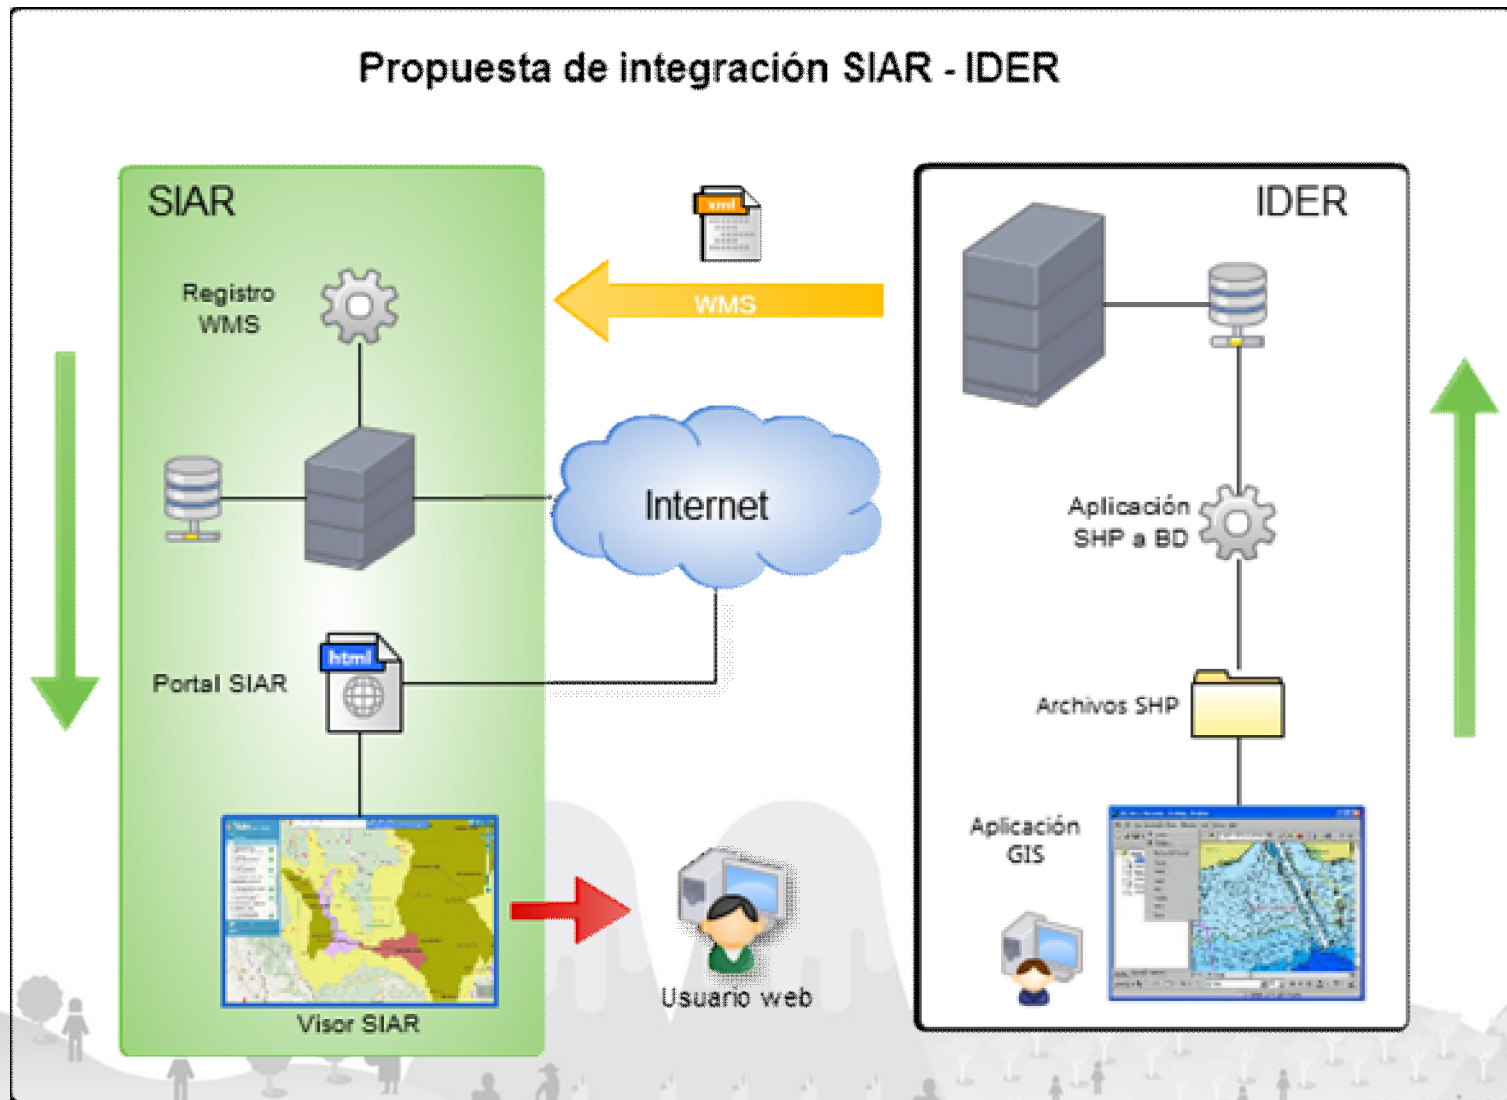 Propuesta de integración SIAR - IDER
SIAR
Registro
WMS
Portal SIAR
html
Visor SIAR
xml
WMS
Internet
Usuario web
IDER
Aplicación
SHP a BD
Archivos SHP
Aplicación
GIS